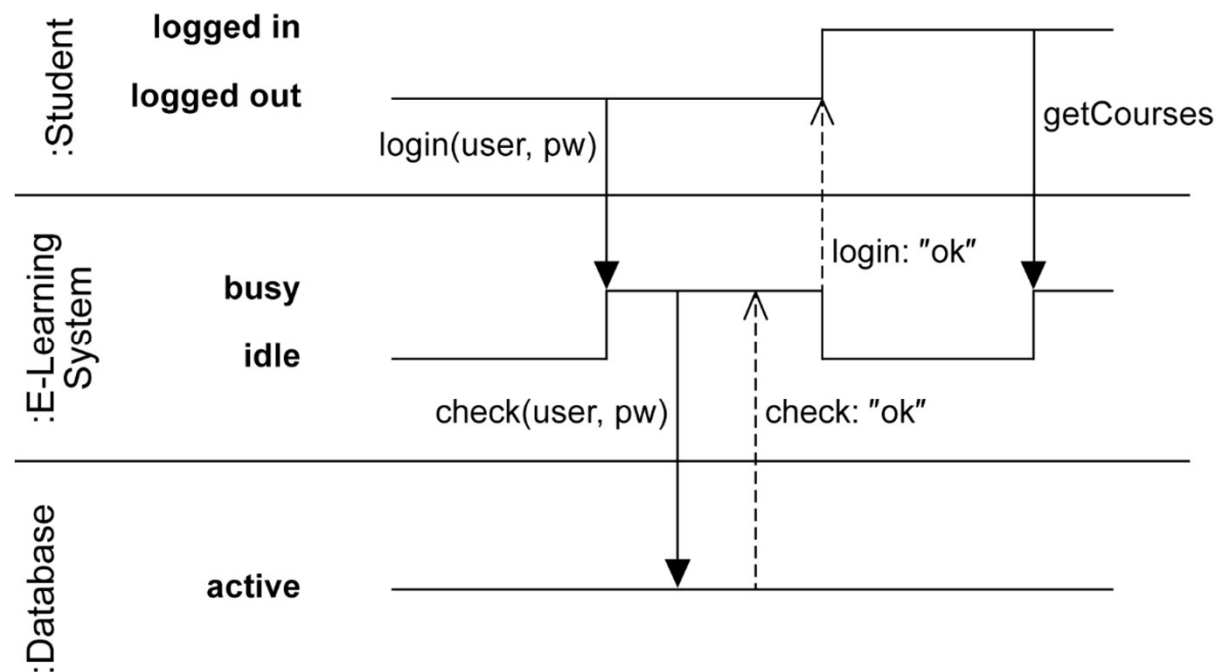 :Student
logged in
logged out
login(user, pw)
getCourses
:E-Learning
System
busy
idle
login: "ok"
check(user, pw)
check: "ok"
:Database
active